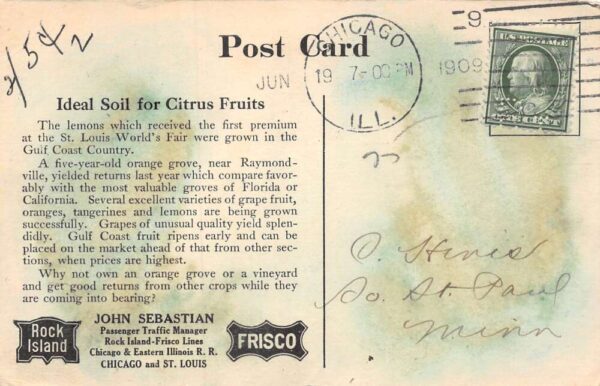 2/5¢ 2
Post Card
CHICAGO
JUN 19 7-00 PM
1909
ILL.
Ideal Soil for Citrus Fruits
The lemons which received the first premium
at the St. Louis World's Fair were grown in the
Gulf Coast Country.
A five-year-old orange grove, near Raymond-
ville, yielded returns last year which compare favor-
ably with the most valuable groves of Florida or
California. Several excellent varieties of grape fruit,
oranges, tangerines and lemons are being grown
successfully. Grapes of unusual quality yield splen-
didly. Gulf Coast fruit ripens early and can be
placed on the market ahead of that from other sec-
tions, when prices are highest.
Why not own an orange grove or a vineyard
and get good returns from other crops while they
are coming into bearing?
JOHN SEBASTIAN
Passenger Traffic Manager
Rock Island-Frisco Lines
Chicago & Eastern Illinois R. R.
CHICAGO and ST. LOUIS
Rock
Island
FRISCO
C. Hines
So. St. Paul
Minn